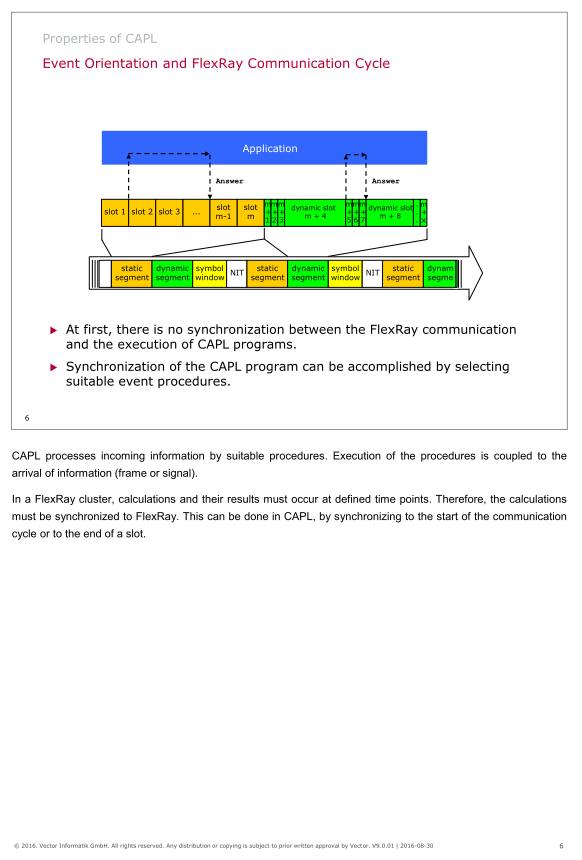 Properties of CAPL
Event Orientation and FlexRay Communication Cycle
Application
Answer
Answer
slot 1
slot 2
slot 3
...
slot
m-1
slot
m
m
+
1
m
+
2
m
+
3
dynamic slot
m + 4
m
+
5
m
+
6
m
+
7
dynamic slot
m + 8
.
.
.
m
+
x
static
segment
dynamic
segment
symbol
window
NIT
static
segment
dynamic
segment
symbol
window
NIT
static
segment
dynam
segme
At first, there is no synchronization between the FlexRay communication
and the execution of CAPL programs.
Synchronization of the CAPL program can be accomplished by selecting
suitable event procedures.
6
CAPL processes incoming information by suitable procedures. Execution of the procedures is coupled to the
arrival of information (frame or signal).
In a FlexRay cluster, calculations and their results must occur at defined time points. Therefore, the calculations
must be synchronized to FlexRay. This can be done in CAPL, by synchronizing to the start of the communication
cycle or to the end of a slot.
© 2016. Vector Informatik GmbH. All rights reserved. Any distribution or copying is subject to prior written approval by Vector. V9.0.01 | 2016-08-30
6